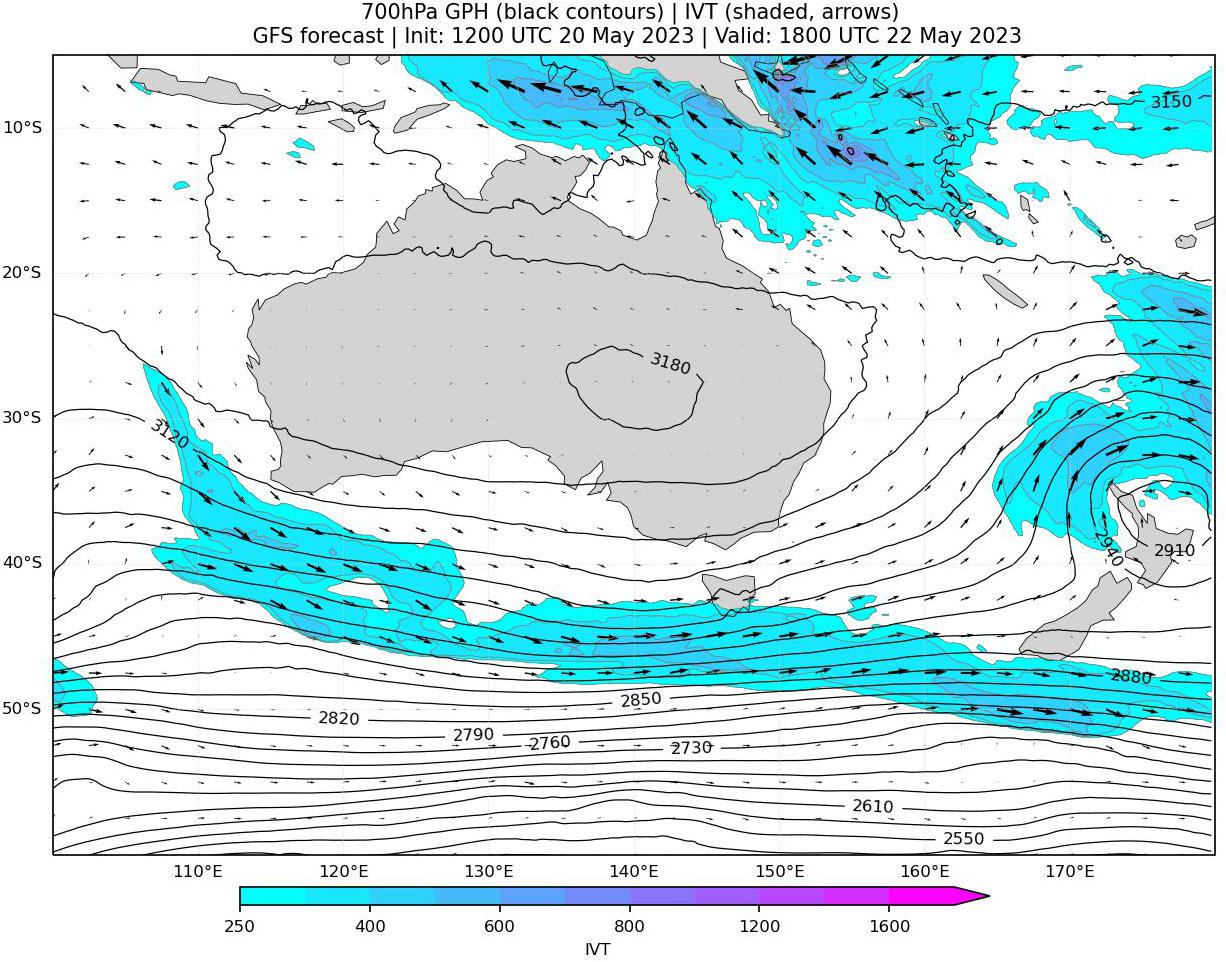 700hPa GPH (black contours) | IVT (shaded, arrows)
GFS forecast | Init: 1200 UTC 20 May 2023 | Valid: 1800 UTC 22 May 2023
3150
10°S
20°S
3180
30°S
3120
2940
2910
40°S
2880
2850
50°S
2820
2790
2760
2730
2610
2550
110°E 120°E 130°E 140°E 150°E 160°E 170°E
250 400 600 800 1200 1600
IVT